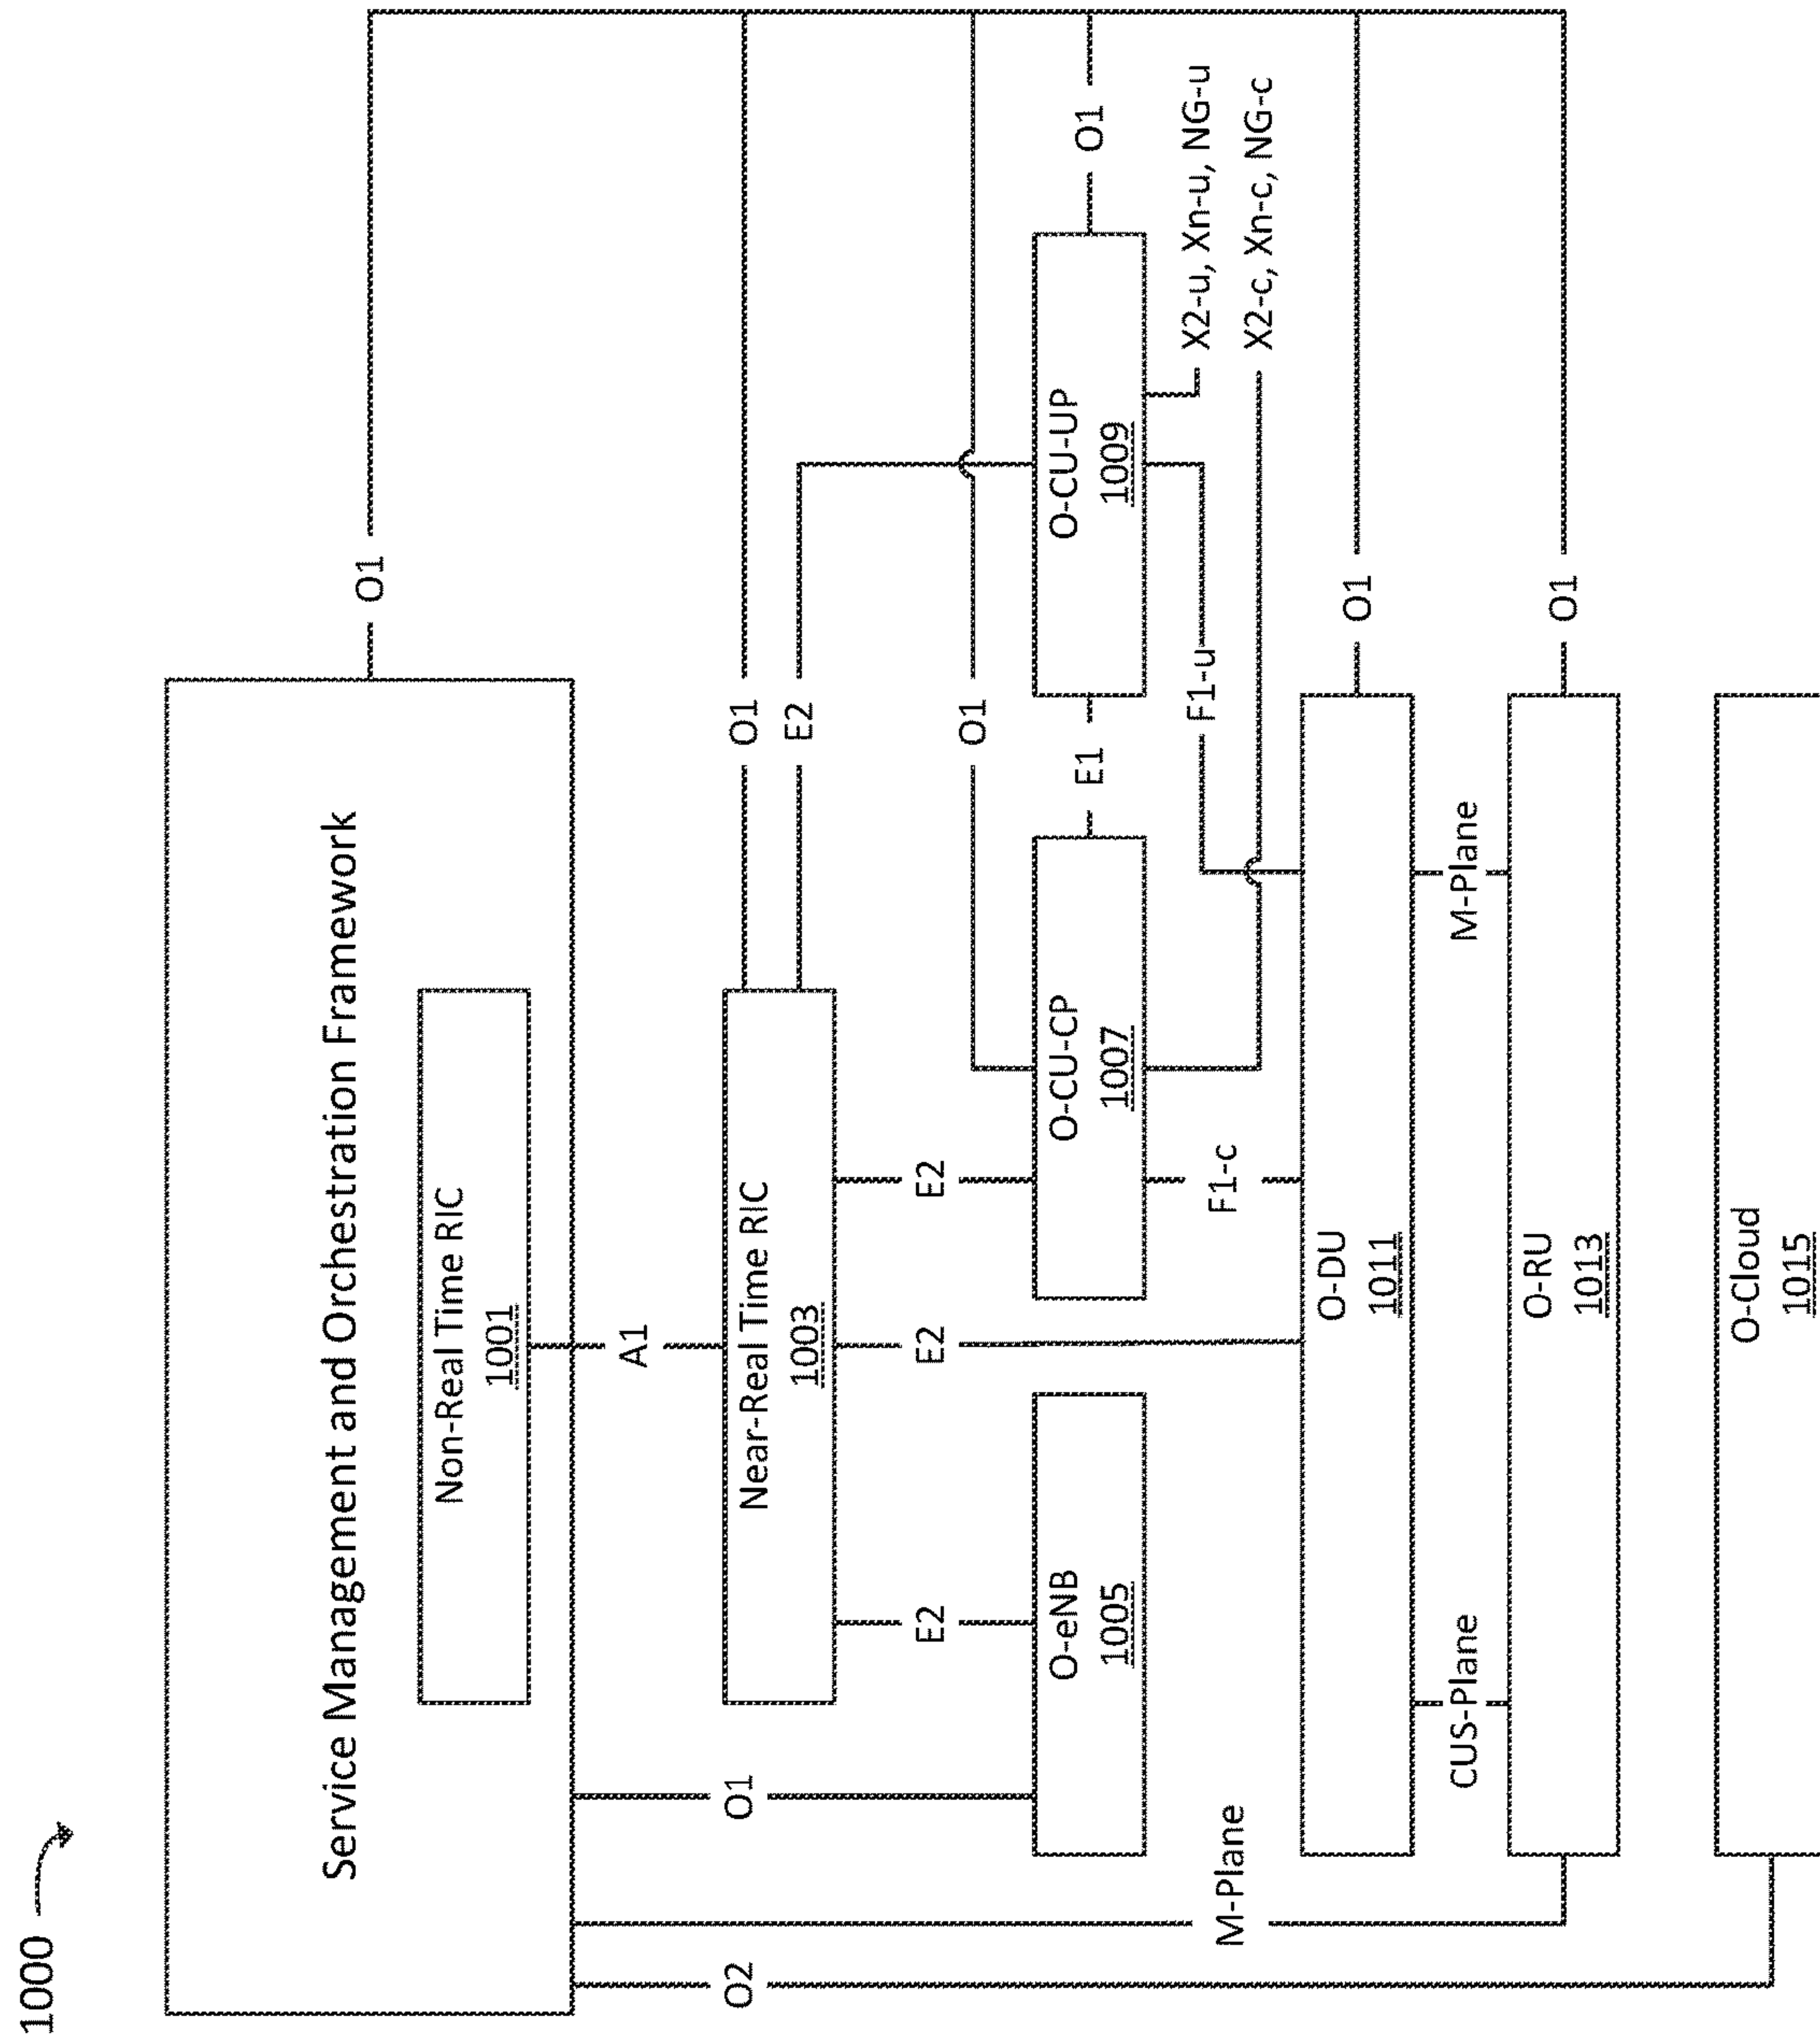 1000
Service Management and Orchestration Framework
Non-Real Time RIC
1001
O1
A1
O2
O1
Near-Real Time RIC
1003
O1
E2
E2
E2
E2
O1
M-Plane
O-eNB
1005
O-CU-CP
1007
E1
O-CU-UP
1009
O1
F1-c
F1-u
X2-u, Xn-u, NG-u
X2-c, Xn-c, NG-c
O-DU
1011
O1
CUS-Plane
M-Plane
O-RU
1013
O1
O-Cloud
1015